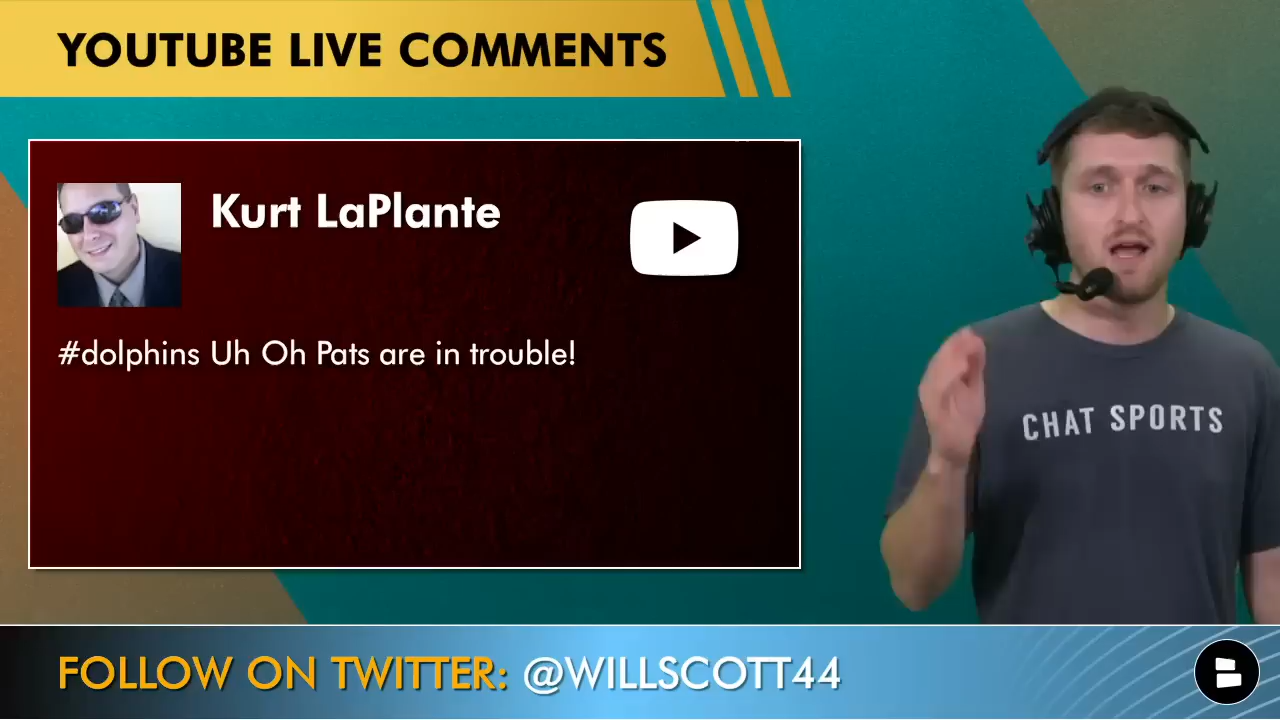 YOUTUBE LIVE COMMENTS
Kurt LaPlante
#dolphins Uh Oh Pats are in trouble!
CHAT SPORTS
FOLLOW ON TWITTER: @WILLSCOTT44